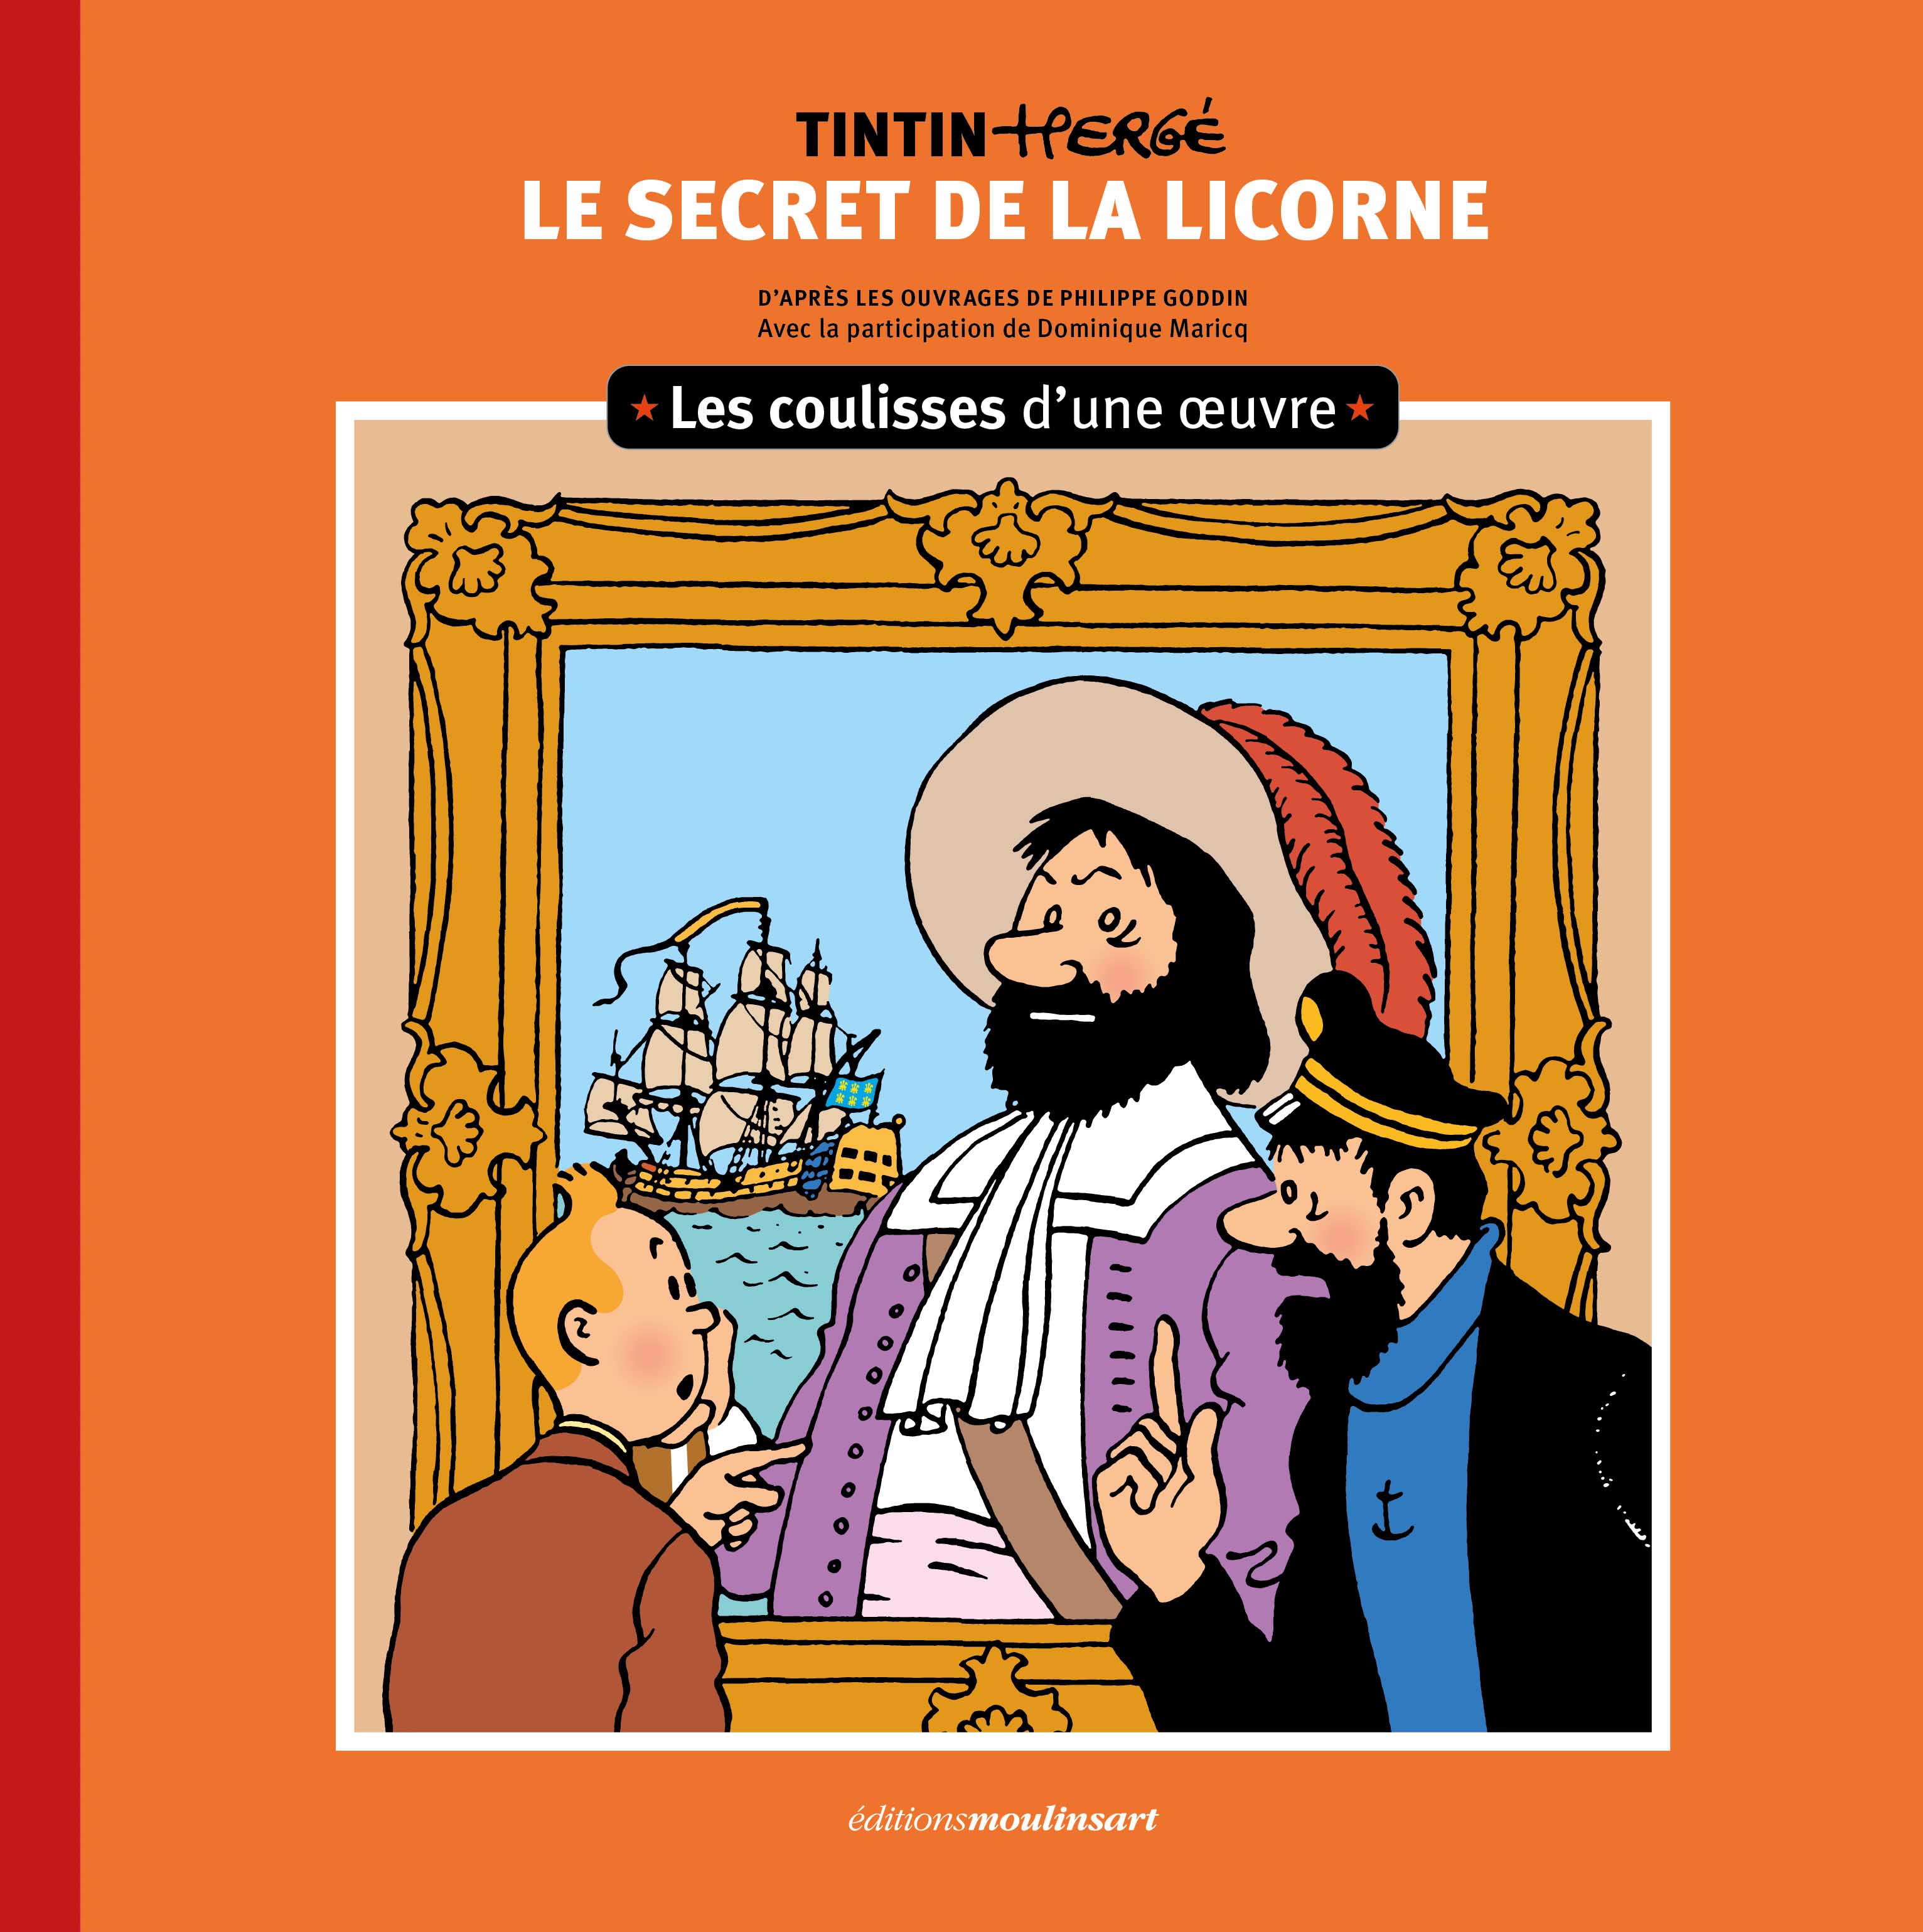 TINTIN HERGÉ
LE SECRET DE LA LICORNE
D'APRÈS LES OUVRAGES DE PHILIPPE GODDIN
Avec la participation de Dominique Maricq
★ Les coulisses d'une œuvre ★
éditionsmoulinsart